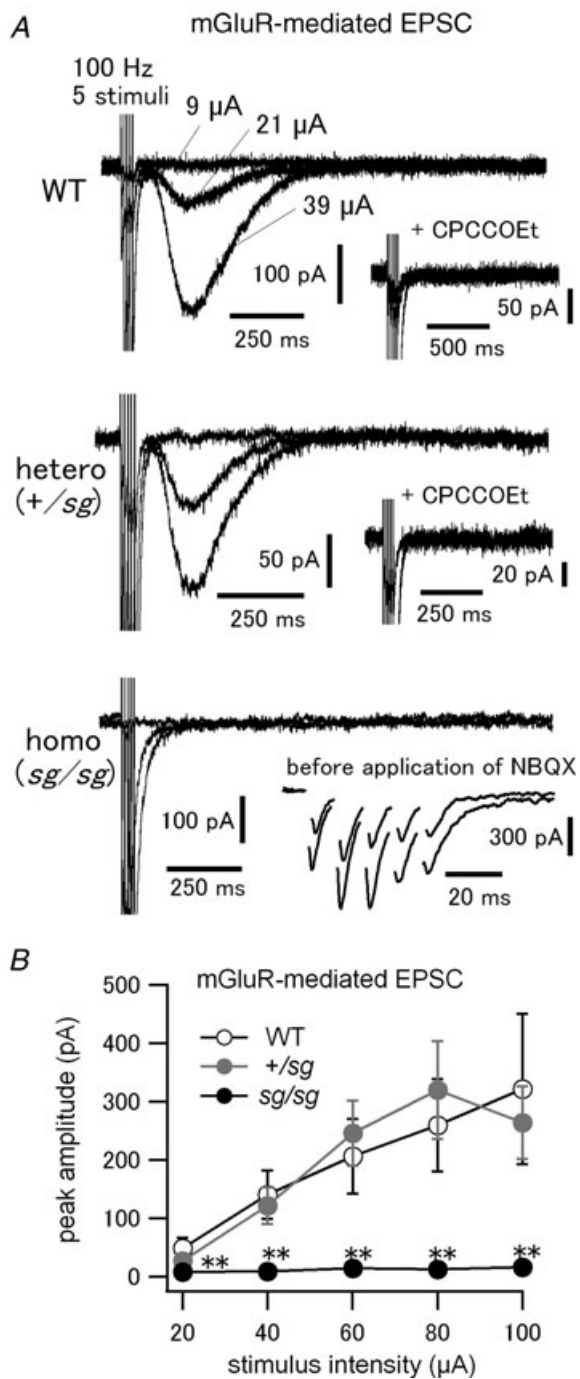 A mGluR-mediated EPSC
100 Hz
5 stimuli
9 μA
21 μA
WT
39 μA
+ CPCCOEt
100 pA
50 pA
250 ms
500 ms
hetero
(+/sg)
+ CPCCOEt
50 pA
20 pA
250 ms
250 ms
homo
(sg/sg)
before application of NBQX
100 pA
300 pA
250 ms
20 ms
B
mGluR-mediated EPSC
WT
+/sg
sg/sg
peak amplitude (pA)
500
400
300
200
100
0
** ** ** ** **
20 40 60 80 100
stimulus intensity (μA)